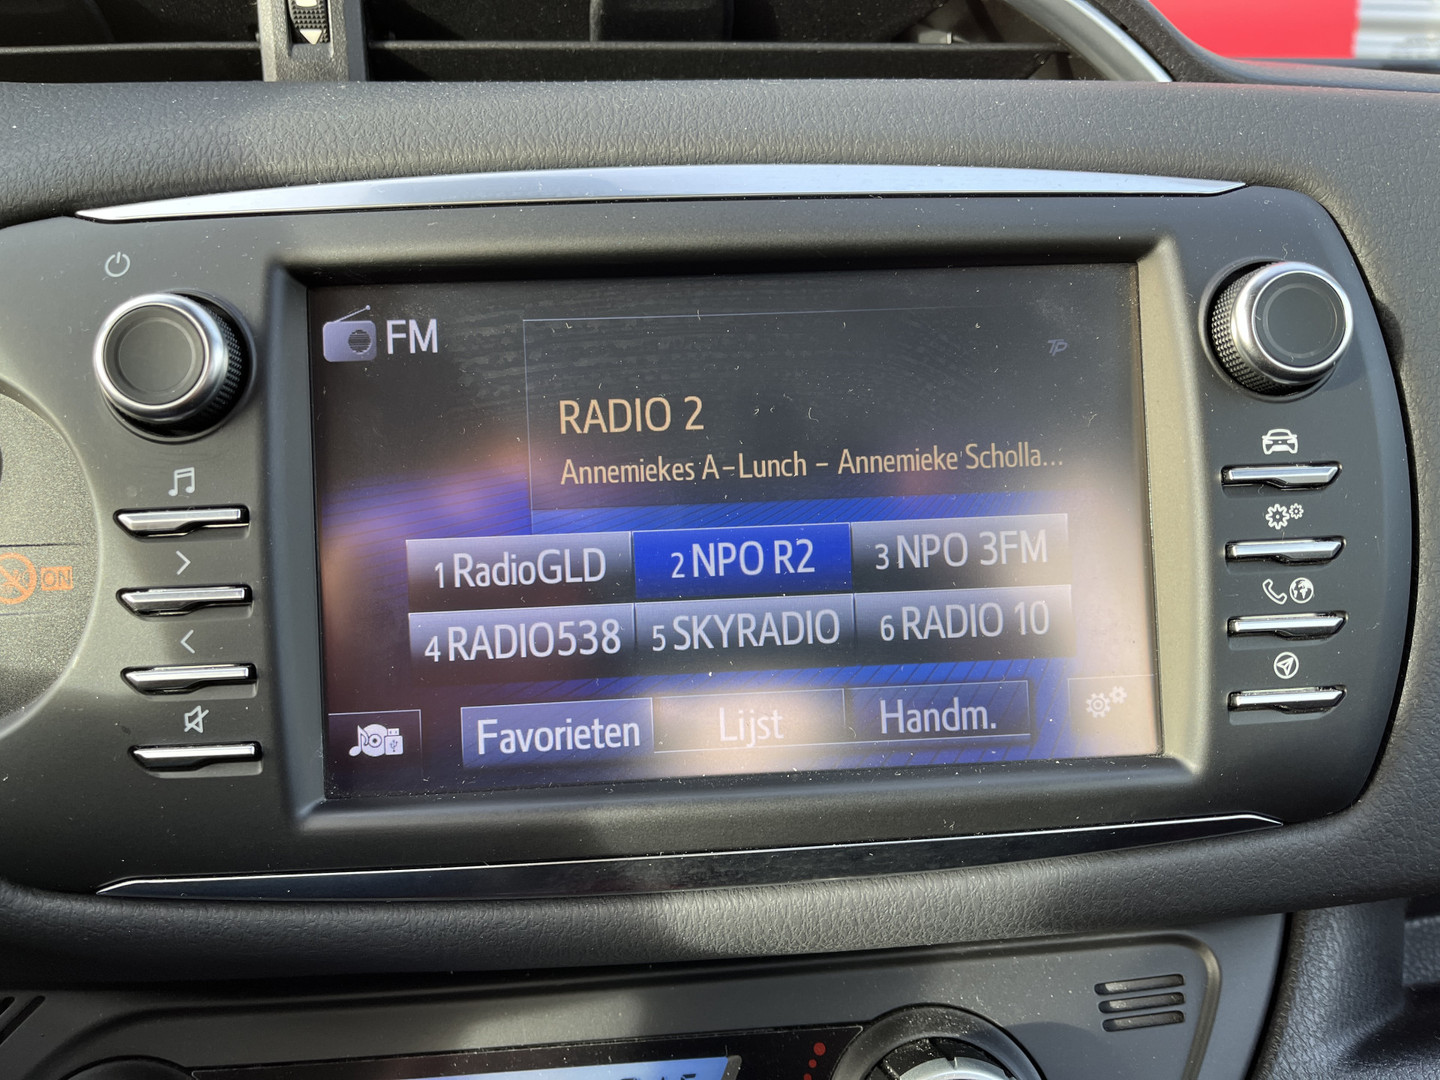 FM
TP
RADIO 2
Annemiekes A-Lunch - Annemieke Scholla...
1 RadioGLD 2 NPO R2 3 NPO 3FM
4 RADIO538 5 SKYRADIO 6 RADIO 10
Favorieten Lijst Handm.
ON